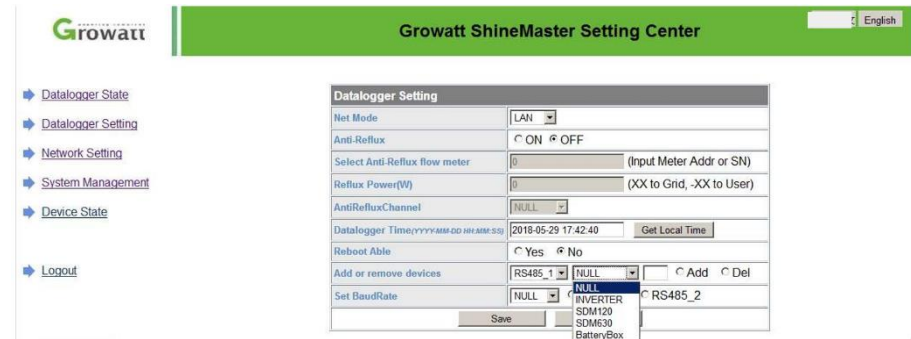 Growatt
Growatt ShineMaster Setting Center
English
Datalogger State
Datalogger Setting
Network Setting
System Management
Device State
Logout
Datalogger Setting
Net Mode LAN
Anti-Reflux ON OFF
Select Anti-Reflux flow meter 0 (Input Meter Addr or SN)
Reflux Power(W) 0 (XX to Grid, -XX to User)
AntiRefluxChannel NULL
Datalogger Time(YYYY-MM-DD HH:MM:SS) 2018-05-29 17:42:40 Get Local Time
Reboot Able Yes No
Add or remove devices RS485_1 NULL Add Del
NULL
INVERTER
SDM120
SDM630
BatteryBox
Set BaudRate NULL RS485_2
Save